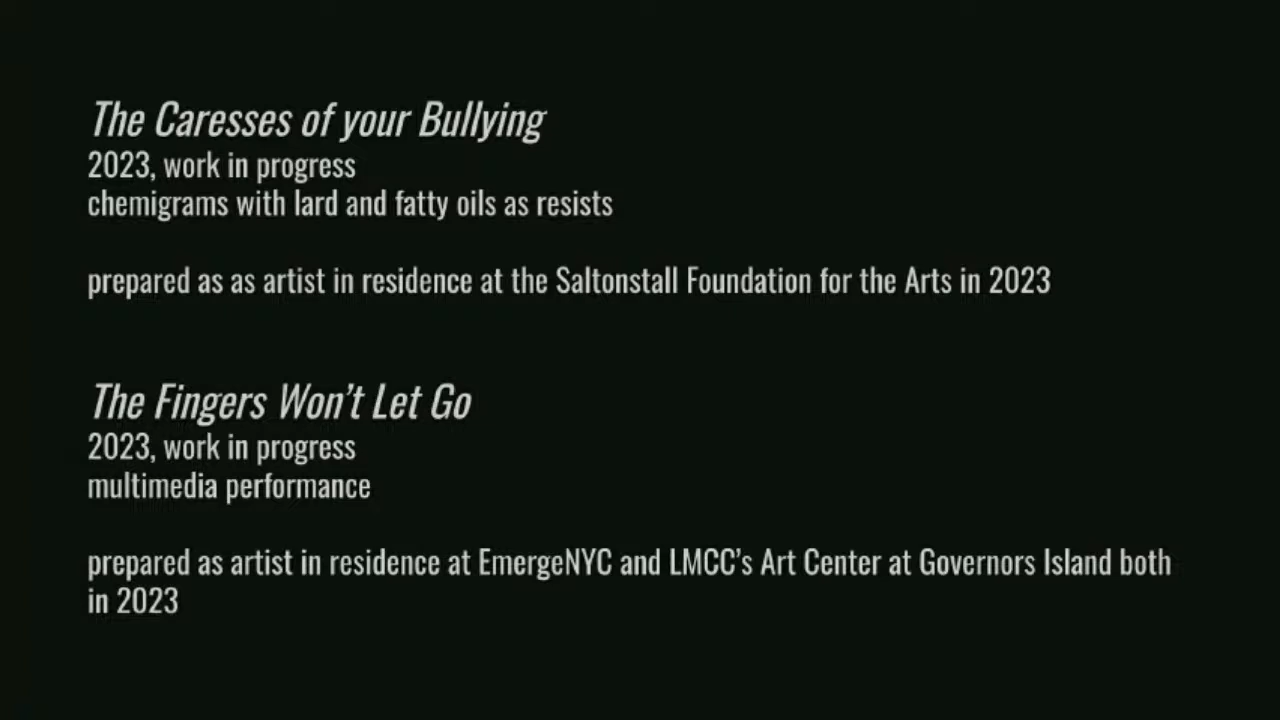 The Caresses of your Bullying
2023, work in progress
chemigrams with lard and fatty oils as resists
prepared as as artist in residence at the Saltonstall Foundation for the Arts in 2023
The Fingers Won’t Let Go
2023, work in progress
multimedia performance
prepared as artist in residence at EmergeNYC and LMCC’s Art Center at Governors Island both
in 2023